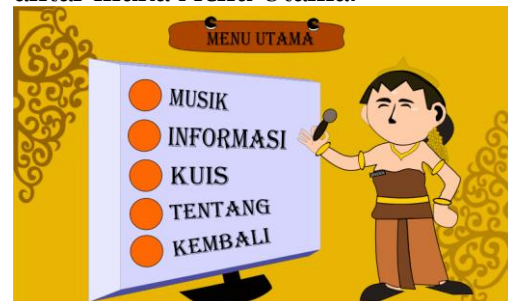 MENU UTAMA
MUSIK
INFORMASI
KUIS
TENTANG
KEMBALI